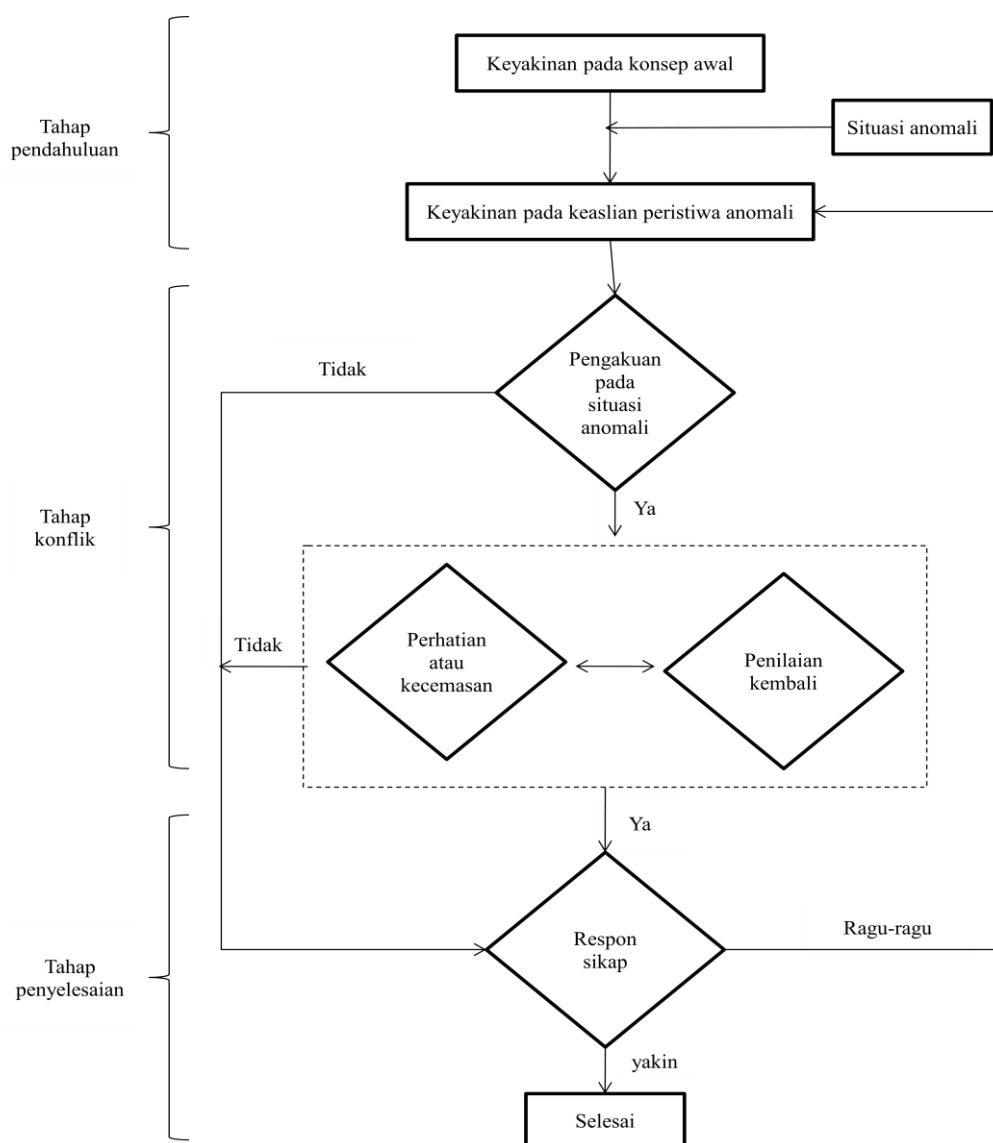 Keyakinan pada konsep awal
Tahap
pendahuluan
Situasi anomali
Keyakinan pada keaslian peristiwa anomali
Tidak
Pengakuan
pada
situasi
anomali
Ya
Tahap
konflik
Tidak
Perhatian
atau
kecemasan
Penilaian
kembali
Ya
Tahap
penyelesaian
Respon
sikap
Ragu-ragu
yakin
Selesai